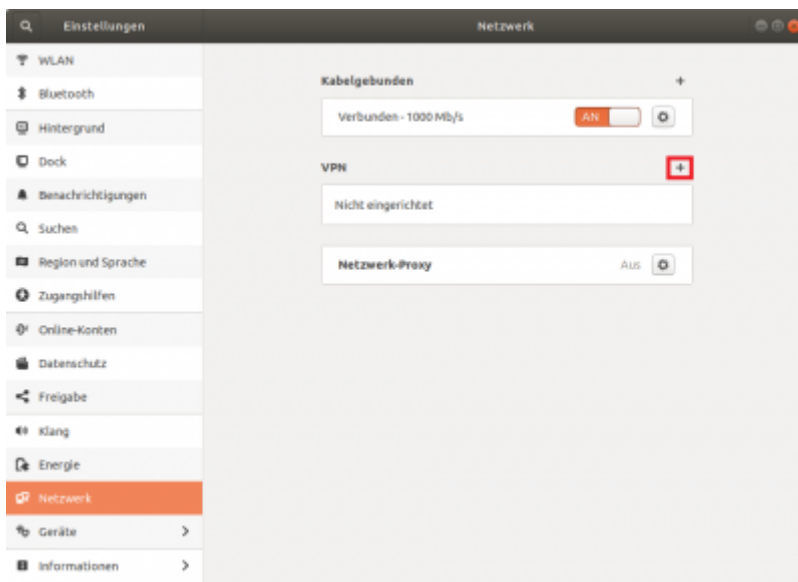 Einstellungen
Netzwerk
WLAN
Bluetooth
Hintergrund
Dock
Benachrichtigungen
Suchen
Region und Sprache
Zugangshilfen
Online-Konten
Datenschutz
Freigabe
Klang
Energie
Netzwerk
Geräte
Informationen
Kabelgebunden +
Verbunden - 1000 Mb/s AN
VPN +
Nicht eingerichtet
Netzwerk-Proxy Aus